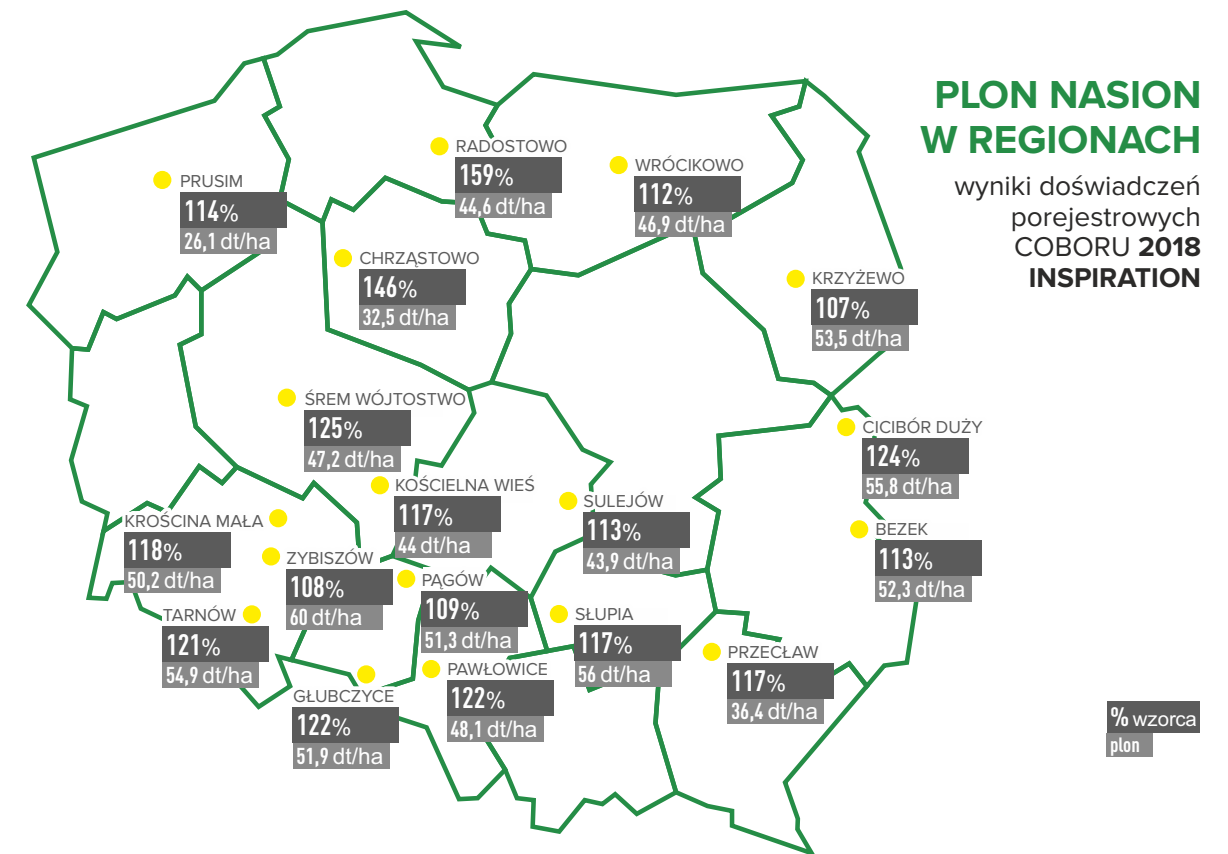 PLON NASION
W REGIONACH
wyniki doświadczeń
porejestrowych
COBORU 2018
INSPIRATION
RADOSTOWO
159%
44,6 dt/ha
WRÓCIKOWO
112%
46,9 dt/ha
PRUSIM
114%
26,1 dt/ha
CHRZĄSTOWO
146%
32,5 dt/ha
KRZYŻEWO
107%
53,5 dt/ha
ŚREM WÓJTOSTWO
125%
47,2 dt/ha
CICIBÓR DUŻY
124%
55,8 dt/ha
KOŚCIELNA WIEŚ
117%
44 dt/ha
SULEJÓW
113%
43,9 dt/ha
KROŚCINA MAŁA
118%
50,2 dt/ha
BEZEK
113%
52,3 dt/ha
ZYBISZÓW
108%
60 dt/ha
PĄGÓW
109%
51,3 dt/ha
TARNÓW
121%
54,9 dt/ha
SŁUPIA
117%
56 dt/ha
PRZECŁAW
117%
36,4 dt/ha
PAWŁOWICE
122%
48,1 dt/ha
GŁUBCZYCE
122%
51,9 dt/ha
% wzorca
plon